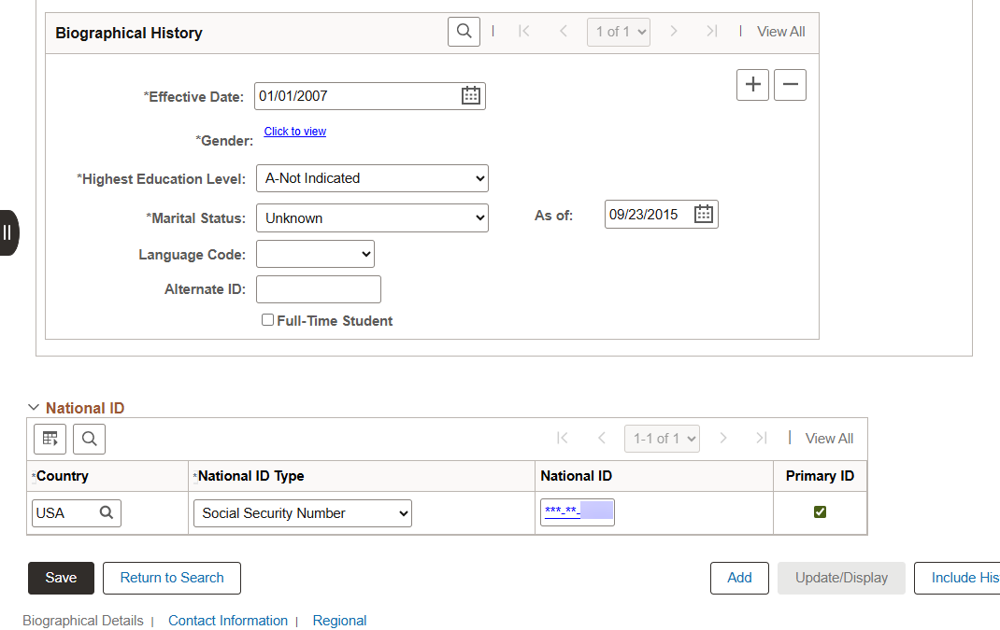 Biographical History 1 of 1 View All
*Effective Date: 01/01/2007
*Gender: Click to view
*Highest Education Level: A-Not Indicated
*Marital Status: Unknown As of: 09/23/2015
Language Code:
Alternate ID:
Full-Time Student
National ID
1-1 of 1 View All
*Country *National ID Type National ID Primary ID
USA Social Security Number ***-**-
Save Return to Search Add Update/Display Include His
Biographical Details | Contact Information | Regional